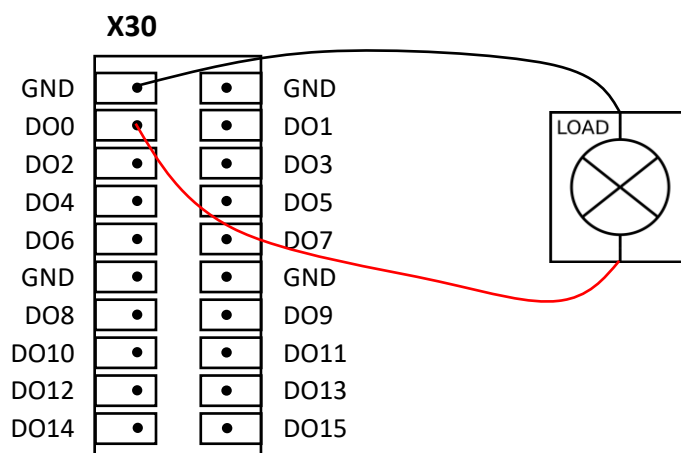 X30
GND GND
DO0 DO1
LOAD
DO2 DO3
DO4 DO5
DO6 DO7
GND GND
DO8 DO9
DO10 DO11
DO12 DO13
DO14 DO15